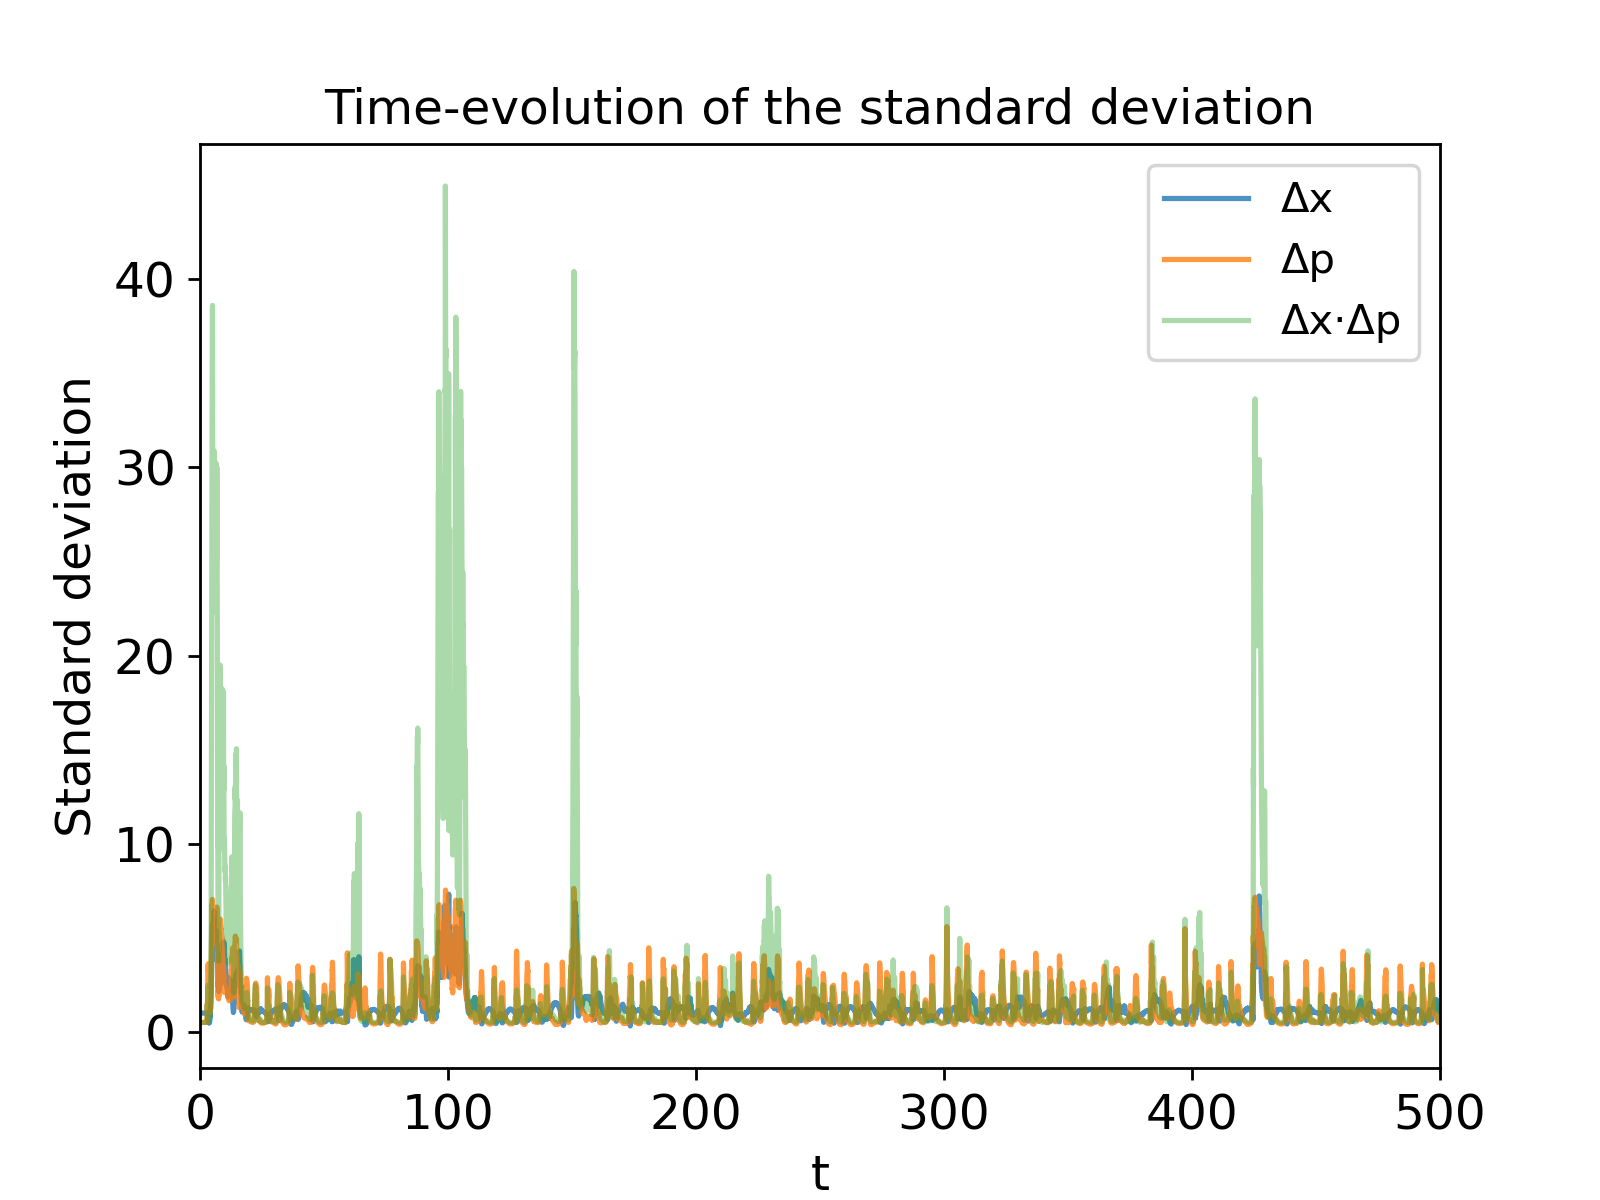 Time-evolution of the standard deviation
Δx
Δp
Δx·Δp
Standard deviation
40
30
20
10
0
0 100 200 300 400 500
t